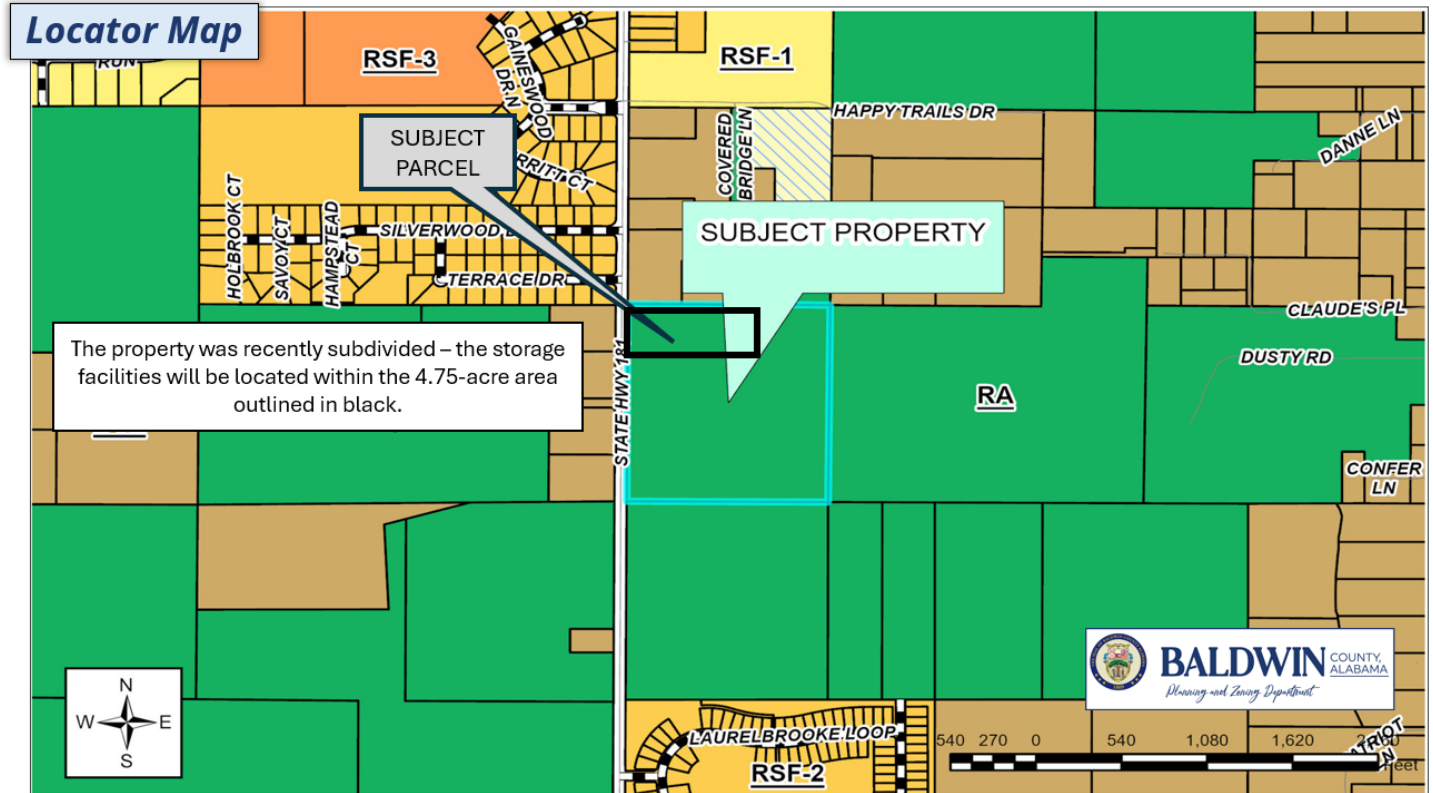 Locator Map
RUN
RSF-3
GAINESWOOD
DR N
RSF-1
HAPPY TRAILS DR
COVERED
BRIDGE LN
DANNE LN
SUBJECT
PARCEL
RRITT CT
HOLBROOK CT
SAVOY CT
HAMPSTEAD
CT
SILVERWOOD
TERRACE DR
SUBJECT PROPERTY
CLAUDE'S PL
DUSTY RD
The property was recently subdivided – the storage
facilities will be located within the 4.75-acre area
outlined in black.
STATE HWY 181
RA
CONFER
LN
BALDWIN COUNTY,
ALABAMA
Planning and Zoning Department
N
W E
S
LAURELBROOKE LOOP
RSF-2
540 270 0 540 1,080 1,620
ATRIOT
LN
Feet